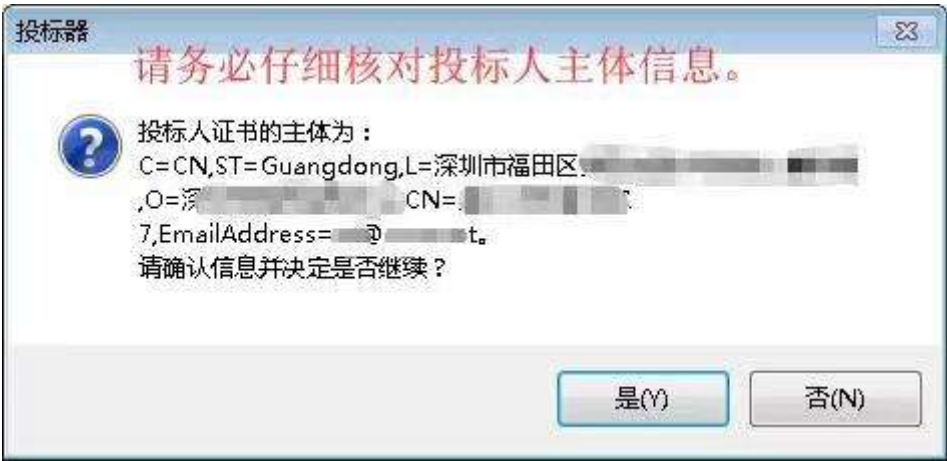 投标器
请务必仔细核对投标人主体信息。
投标人证书的主体为：
C=CN,ST=Guangdong,L=深圳市福田区
,O=深 CN=
7,EmailAddress= @ t。
请确认信息并决定是否继续？
是(Y) 否(N)